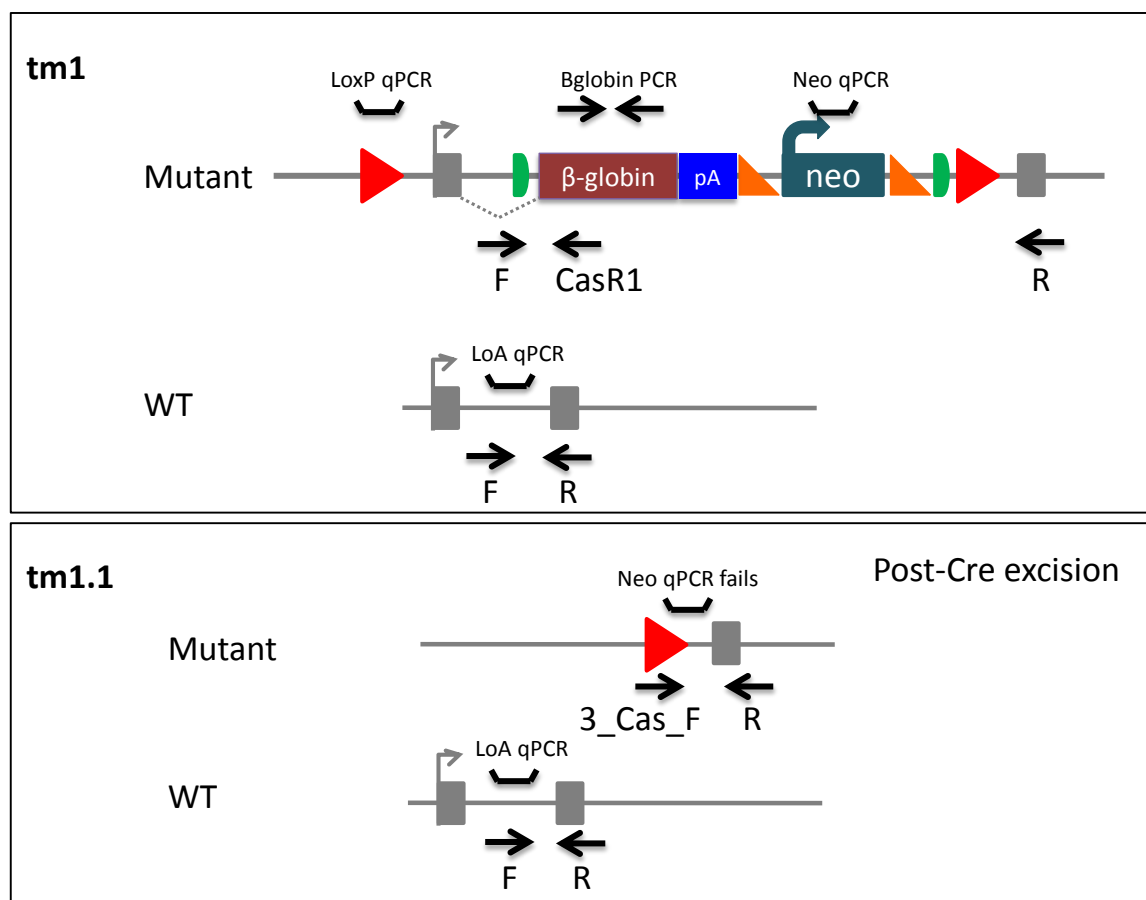 tm1
LoxP qPCR
Bglobin PCR
Neo qPCR
Mutant
β-globin
pA
neo
F
CasR1
R
LoA qPCR
WT
F
R
tm1.1
Post-Cre excision
Neo qPCR fails
Mutant
3_Cas_F
R
LoA qPCR
WT
F
R